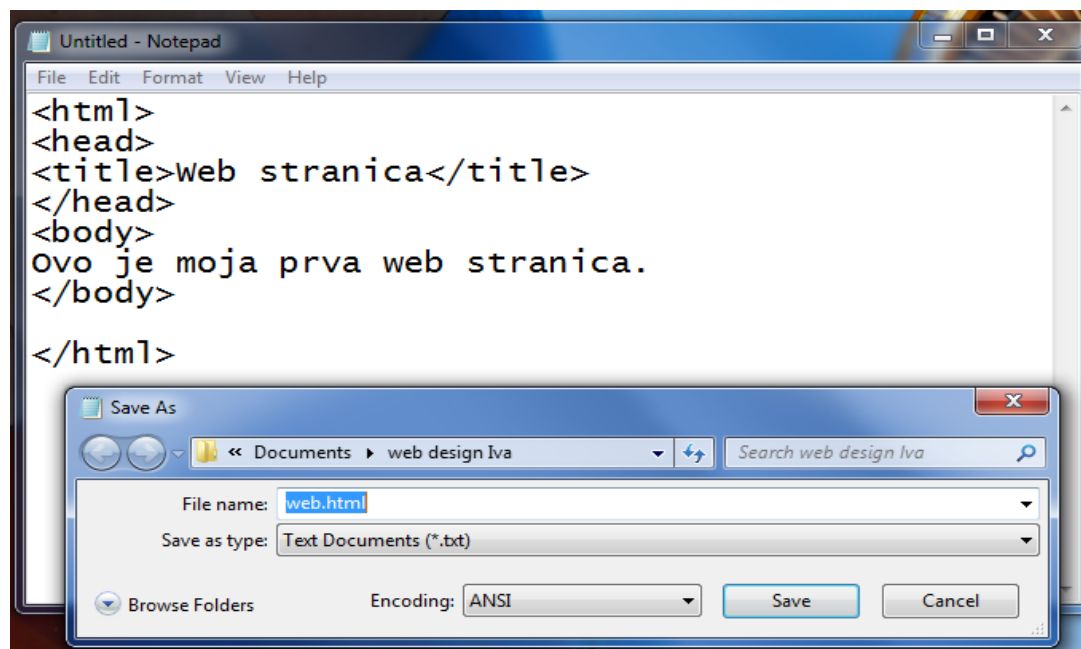 Untitled - Notepad
File Edit Format View Help
<html>
<head>
<title>Web stranica</title>
</head>
<body>
Ovo je moja prva web stranica.
</body>
</html>
Save As
« Documents ▸ web design Iva
Search web design Iva
File name: web.html
Save as type: Text Documents (*.txt)
Browse Folders Encoding: ANSI Save Cancel